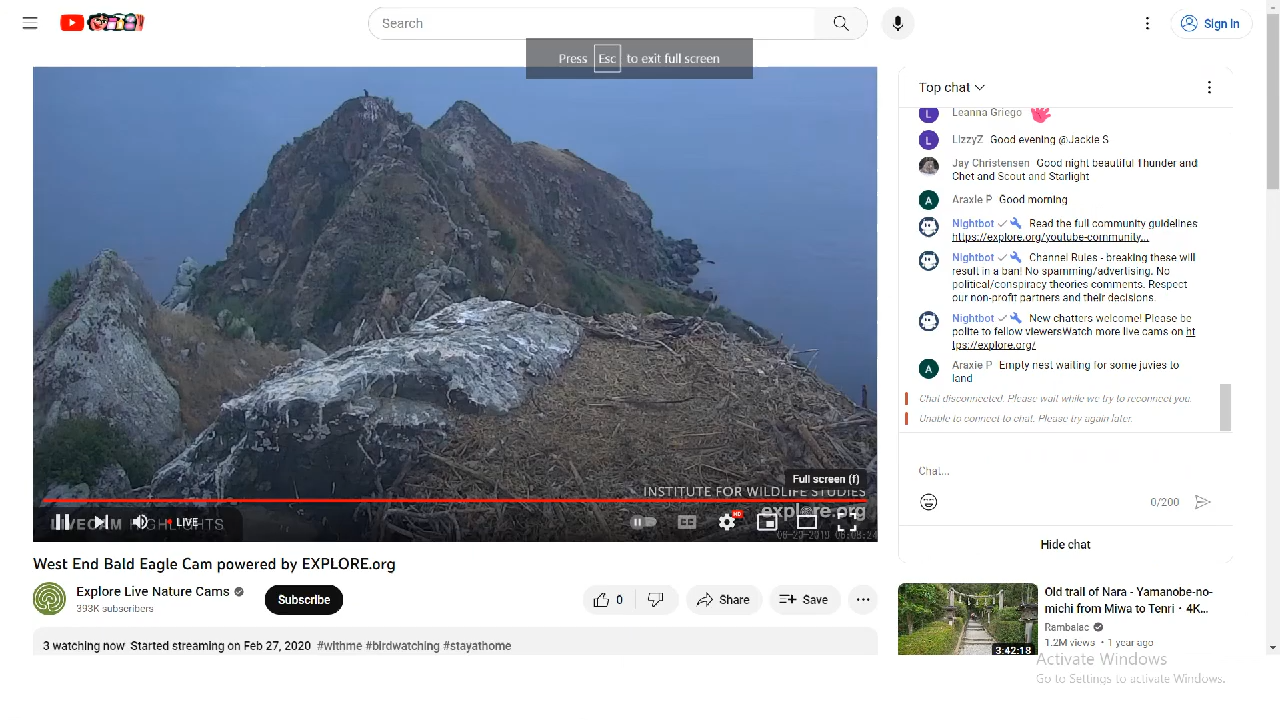 Search
Sign in
Press Esc to exit full screen
Top chat
Leanna Griego
LizzyZ Good evening @Jackie S
Jay Christensen Good night beautiful Thunder and
Chet and Scout and Starlight
Araxie P Good morning
Nightbot Read the full community guidelines
https://explore.org/youtube-community...
Nightbot Channel Rules - breaking these will
result in a ban! No spamming/advertising. No
political/conspiracy theories comments. Respect
our non-profit partners and their decisions.
Nightbot New chatters welcome! Please be
polite to fellow viewersWatch more live cams on ht
tps://explore.org/
Araxie P Empty nest waiting for some juvies to
land
Chat disconnected. Please wait while we try to reconnect you.
Unable to connect to chat. Please try again later.
Chat...
0/200
Hide chat
Full screen (f)
INSTITUTE FOR WILDLIFE STUDIES
explore.org
LIVE
HIGHLIGHTS
CC
HD
West End Bald Eagle Cam powered by EXPLORE.org
Explore Live Nature Cams
393K subscribers
Subscribe
0
Share
Save
3 watching now Started streaming on Feb 27, 2020 #withme #birdwatching #stayathome
Old trail of Nara - Yamanobe-no-
michi from Miwa to Tenri・4K...
Rambalac
1.2M views • 1 year ago
3:42:18
Activate Windows
Go to Settings to activate Windows.